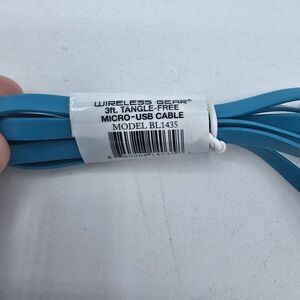 WIRELESS GEAR®
3ft. TANGLE-FREE
MICRO-USB CABLE
MODEL BL1435